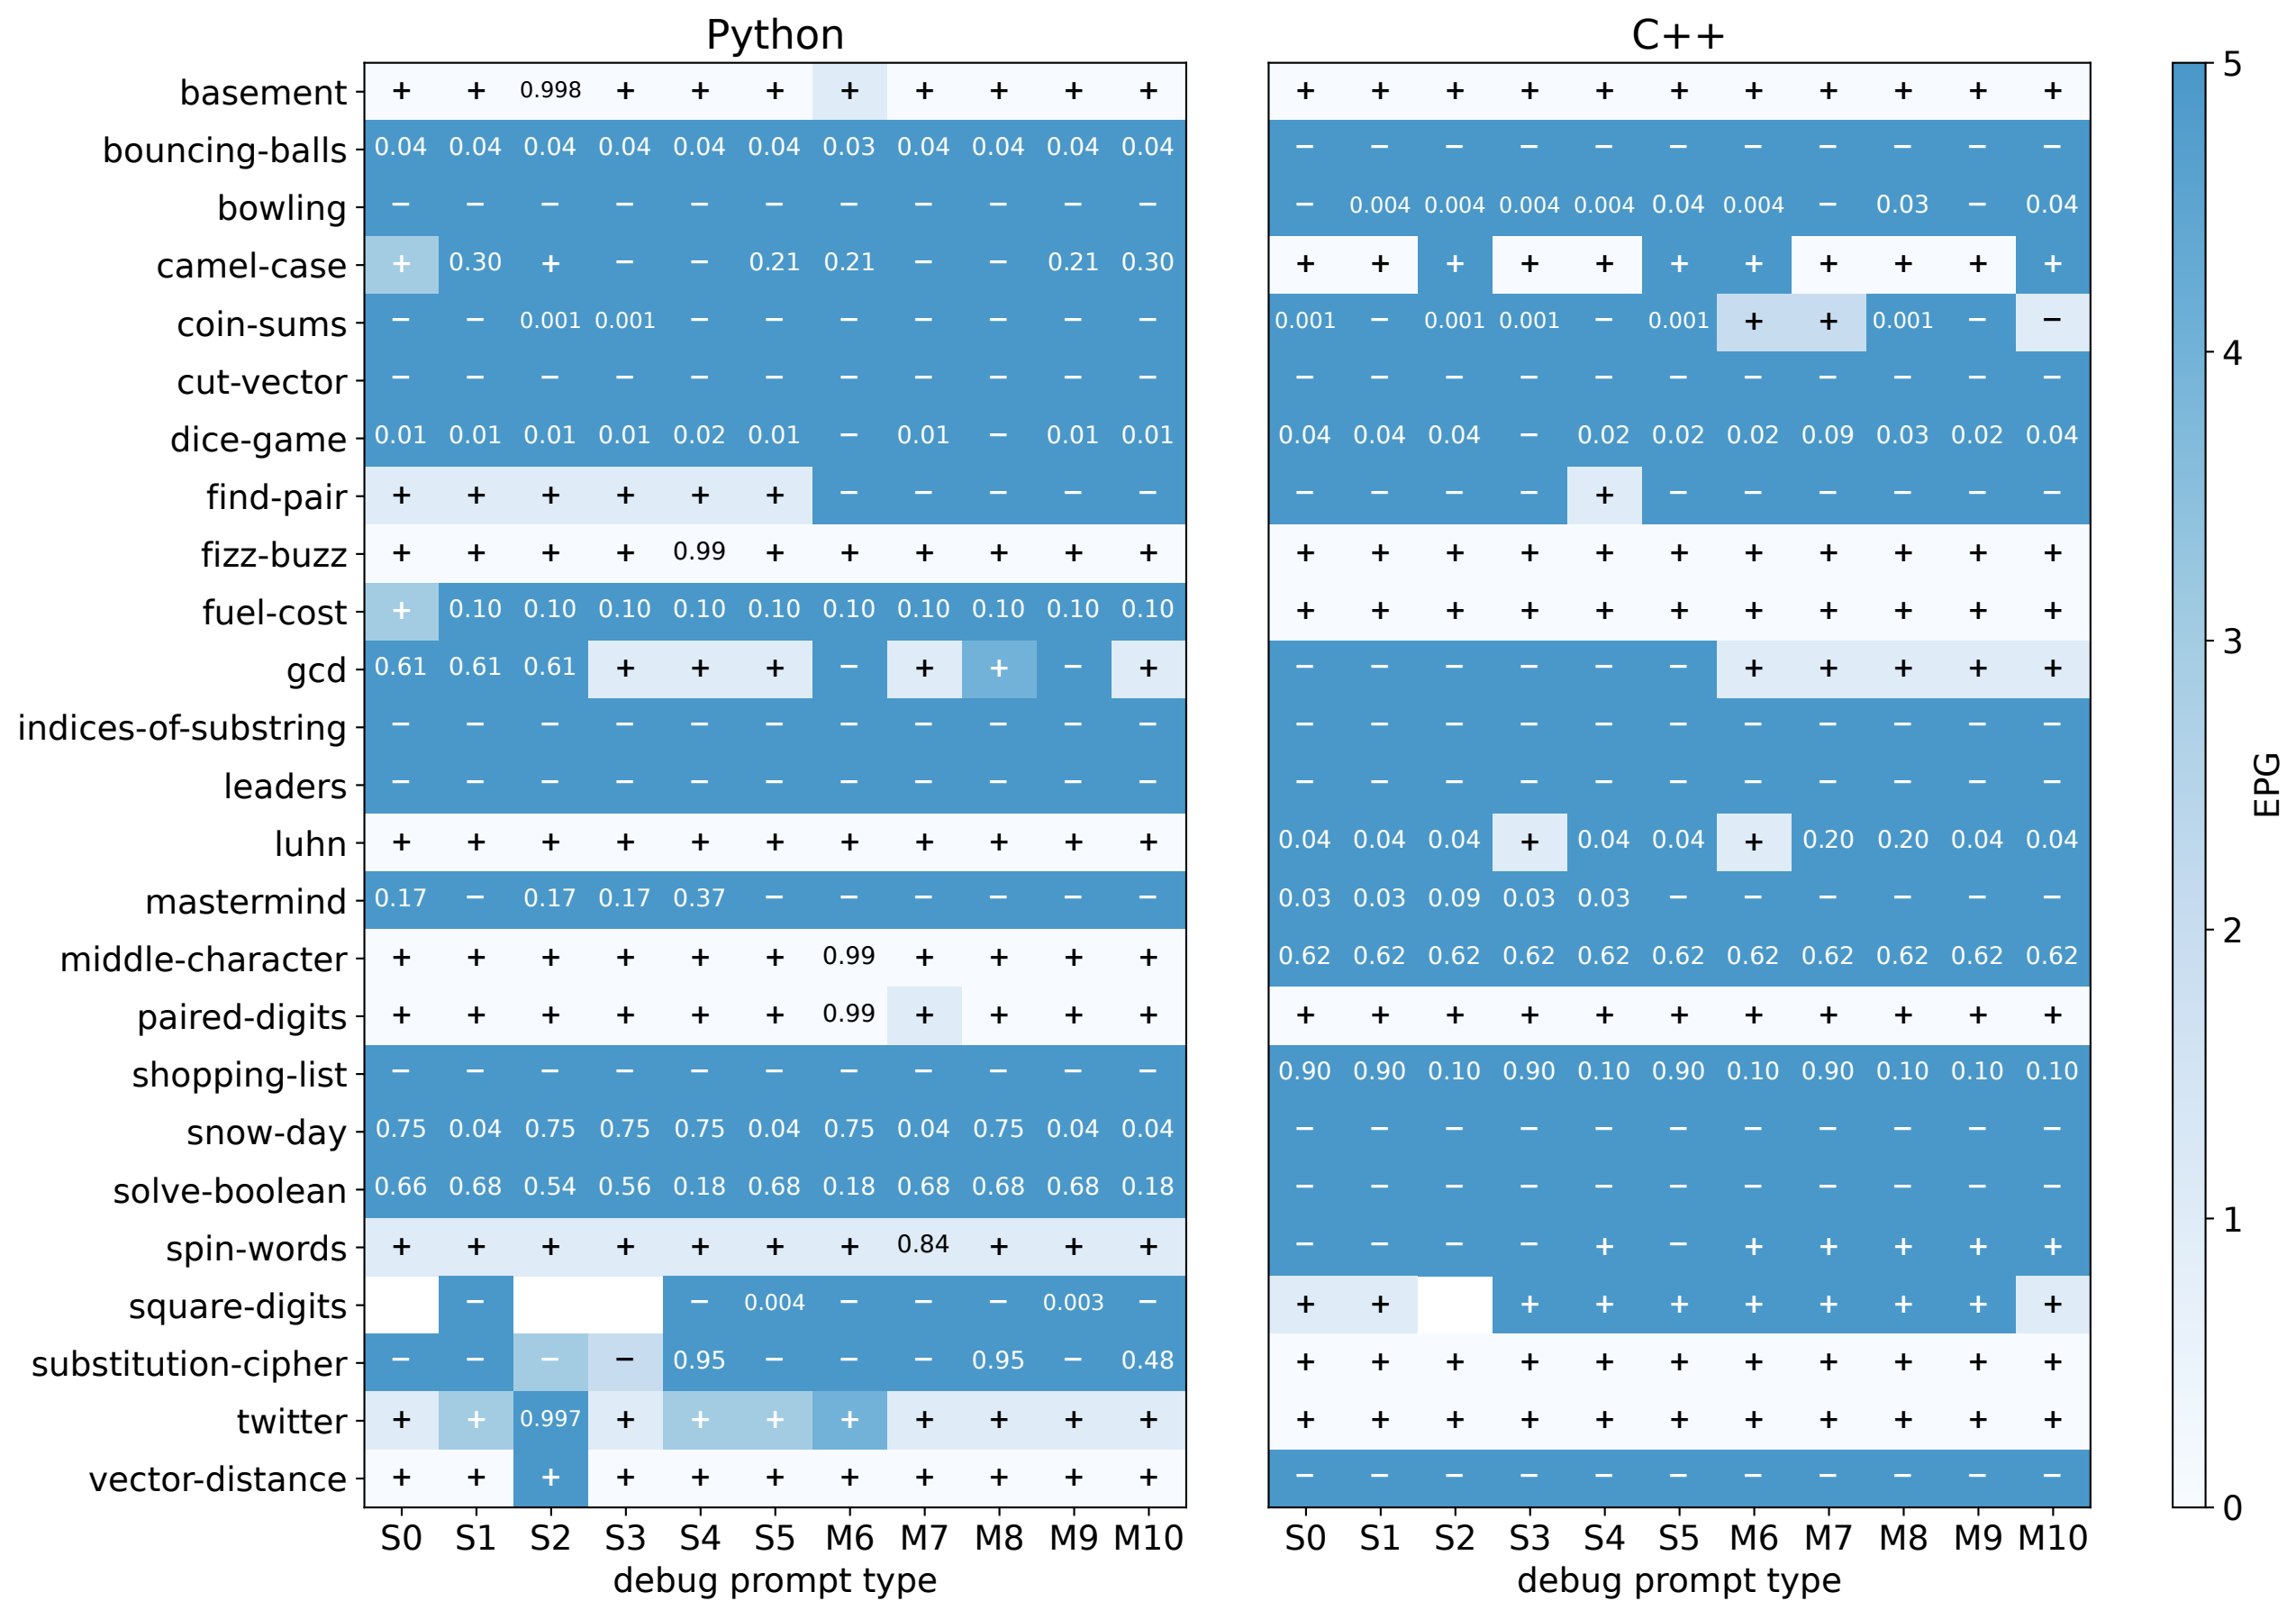 Python C++
basement + + 0.998 + + + + + + + + + + + + + + + + + + + 5
bouncing-balls 0.04 0.04 0.04 0.04 0.04 0.04 0.03 0.04 0.04 0.04 0.04 − − − − − − − − − − −
bowling − − − − − − − − − − − − 0.004 0.004 0.004 0.004 0.04 0.004 − 0.03 − 0.04
camel-case + 0.30 + − − 0.21 0.21 − − 0.21 0.30 + + + + + + + + + + +
coin-sums − − 0.001 0.001 − − − − − − − 0.001 − 0.001 0.001 − 0.001 + + 0.001 − −
4
cut-vector − − − − − − − − − − − − − − − − − − − − − −
dice-game 0.01 0.01 0.01 0.01 0.02 0.01 − 0.01 − 0.01 0.01 0.04 0.04 0.04 − 0.02 0.02 0.02 0.09 0.03 0.02 0.04
find-pair + + + + + + − − − − − − − − − + − − − − − −
fizz-buzz + + + + 0.99 + + + + + + + + + + + + + + + + +
fuel-cost + 0.10 0.10 0.10 0.10 0.10 0.10 0.10 0.10 0.10 0.10 + + + + + + + + + + +
3
gcd 0.61 0.61 0.61 + + + − + + − + − − − − − − + + + + +
indices-of-substring − − − − − − − − − − − − − − − − − − − − − −
leaders − − − − − − − − − − − − − − − − − − − − − −
EPG
luhn + + + + + + + + + + + 0.04 0.04 0.04 + 0.04 0.04 + 0.20 0.20 0.04 0.04
mastermind 0.17 − 0.17 0.17 0.37 − − − − − − 0.03 0.03 0.09 0.03 0.03 − − − − − −
2
middle-character + + + + + + 0.99 + + + + 0.62 0.62 0.62 0.62 0.62 0.62 0.62 0.62 0.62 0.62 0.62
paired-digits + + + + + + 0.99 + + + + + + + + + + + + + + +
shopping-list − − − − − − − − − − − 0.90 0.90 0.10 0.90 0.10 0.90 0.10 0.90 0.10 0.10 0.10
snow-day 0.75 0.04 0.75 0.75 0.75 0.04 0.75 0.04 0.75 0.04 0.04 − − − − − − − − − − −
solve-boolean 0.66 0.68 0.54 0.56 0.18 0.68 0.18 0.68 0.68 0.68 0.18 − − − − − − − − − − −
1
spin-words + + + + + + + 0.84 + + + − − − − + − + + + + +
square-digits − − 0.004 − − − 0.003 − + + + + + + + + + +
substitution-cipher − − − − 0.95 − − − 0.95 − 0.48 + + + + + + + + + + +
twitter + + 0.997 + + + + + + + + + + + + + + + + + + +
vector-distance + + + + + + + + + + + − − − − − − − − − − −
0
S0 S1 S2 S3 S4 S5 M6 M7 M8 M9 M10 S0 S1 S2 S3 S4 S5 M6 M7 M8 M9 M10
debug prompt type debug prompt type